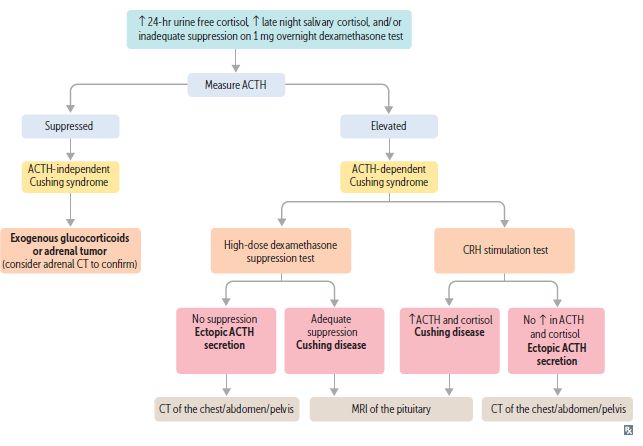 ↑ 24-hr urine free cortisol, ↑ late night salivary cortisol, and/or
inadequate suppression on 1 mg overnight dexamethasone test
Measure ACTH
Suppressed
Elevated
ACTH-independent
Cushing syndrome
ACTH-dependent
Cushing syndrome
Exogenous glucocorticoids
or adrenal tumor
(consider adrenal CT to confirm)
High-dose dexamethasone
suppression test
CRH stimulation test
No suppression
Ectopic ACTH
secretion
Adequate
suppression
Cushing disease
↑ ACTH and cortisol
Cushing disease
No ↑ in ACTH
and cortisol
Ectopic ACTH
secretion
CT of the chest/abdomen/pelvis
MRI of the pituitary
CT of the chest/abdomen/pelvis